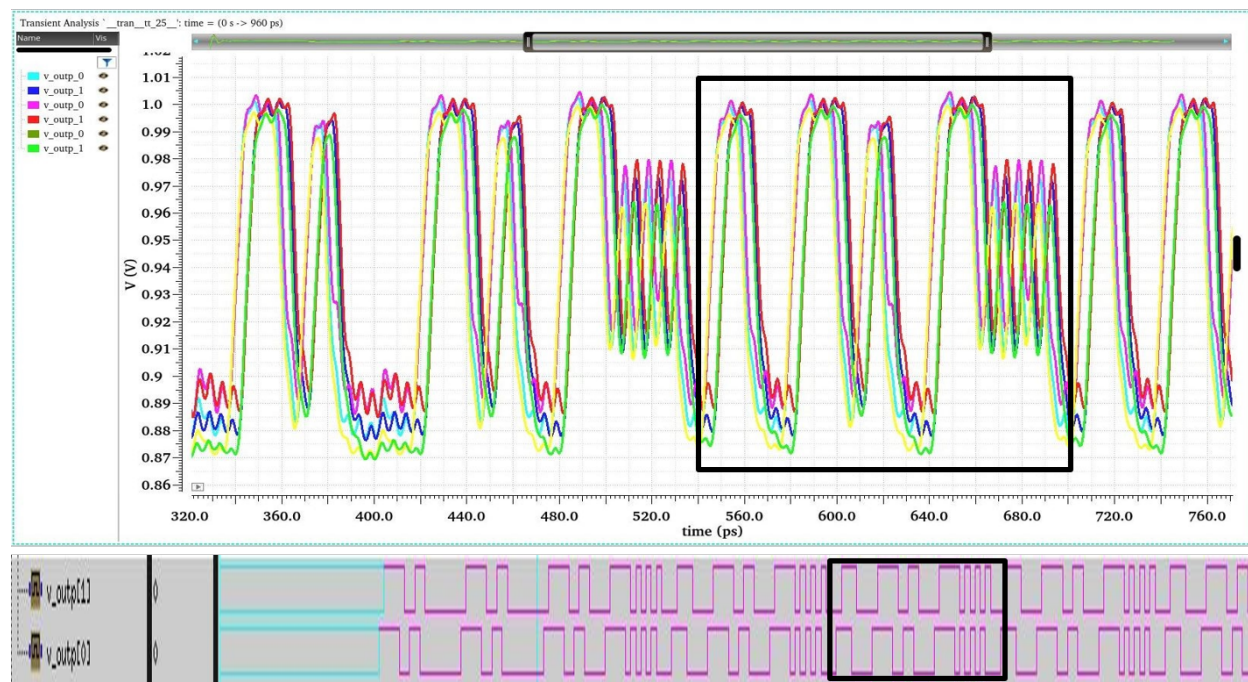 Transient Analysis `__tran__tt_25__': time = (0 s -> 960 ps)
Name Vis
v_outp_0
v_outp_1
v_outp_0
v_outp_1
v_outp_0
v_outp_1
V (V)
1.02
1.01
1.0
0.99
0.98
0.97
0.96
0.95
0.94
0.93
0.92
0.91
0.9
0.89
0.88
0.87
0.86
320.0 360.0 400.0 440.0 480.0 520.0 560.0 600.0 640.0 680.0 720.0 760.0
time (ps)
v_outp[1]
v_outp[0]